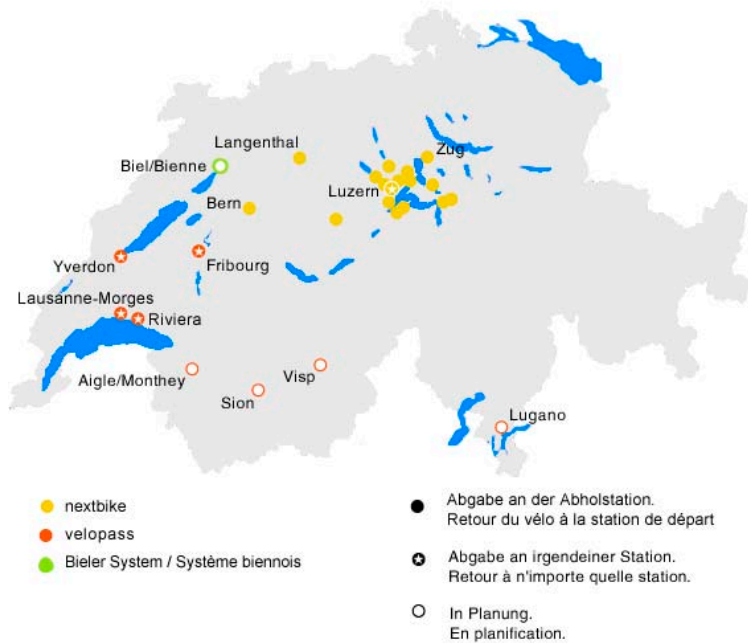 Langenthal
Zug
Biel/Bienne
Luzern
Bern
Yverdon
Fribourg
Lausanne-Morges
Riviera
Aigle/Monthey
Visp
Sion
Lugano
nextbike
velopass
Bieler System / Système biennois
Abgabe an der Abholstation.
Retour du vélo à la station de départ
Abgabe an irgendeiner Station.
Retour à n'importe quelle station.
In Planung.
En planification.